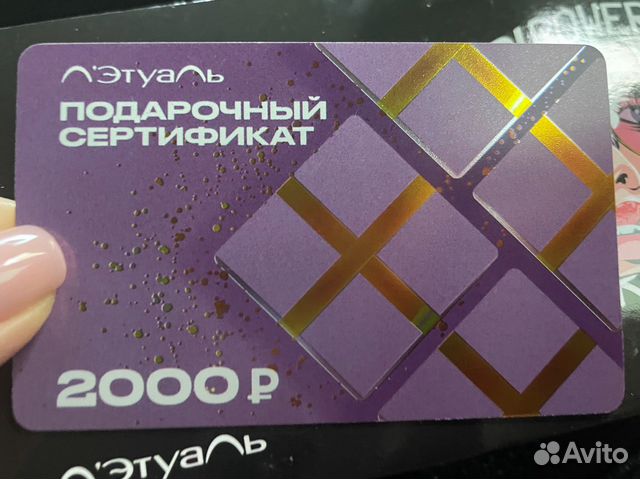 Л'Этуаль
ПОДАРОЧНЫЙ
СЕРТИФИКАТ
2000 ₽
Л'Этуаль
Avito